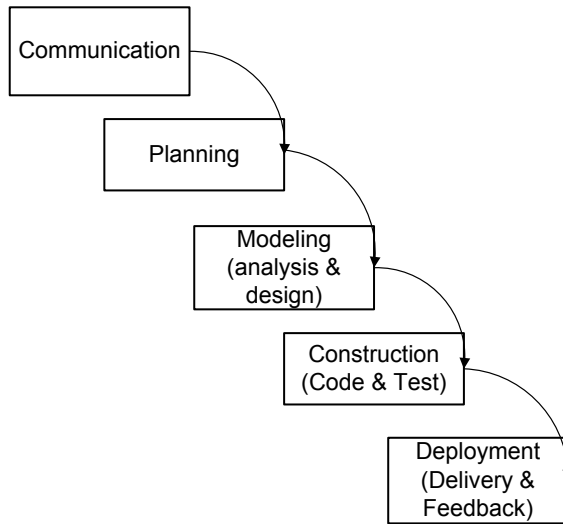 Communication
Planning
Modeling
(analysis &
design)
Construction
(Code & Test)
Deployment
(Delivery &
Feedback)